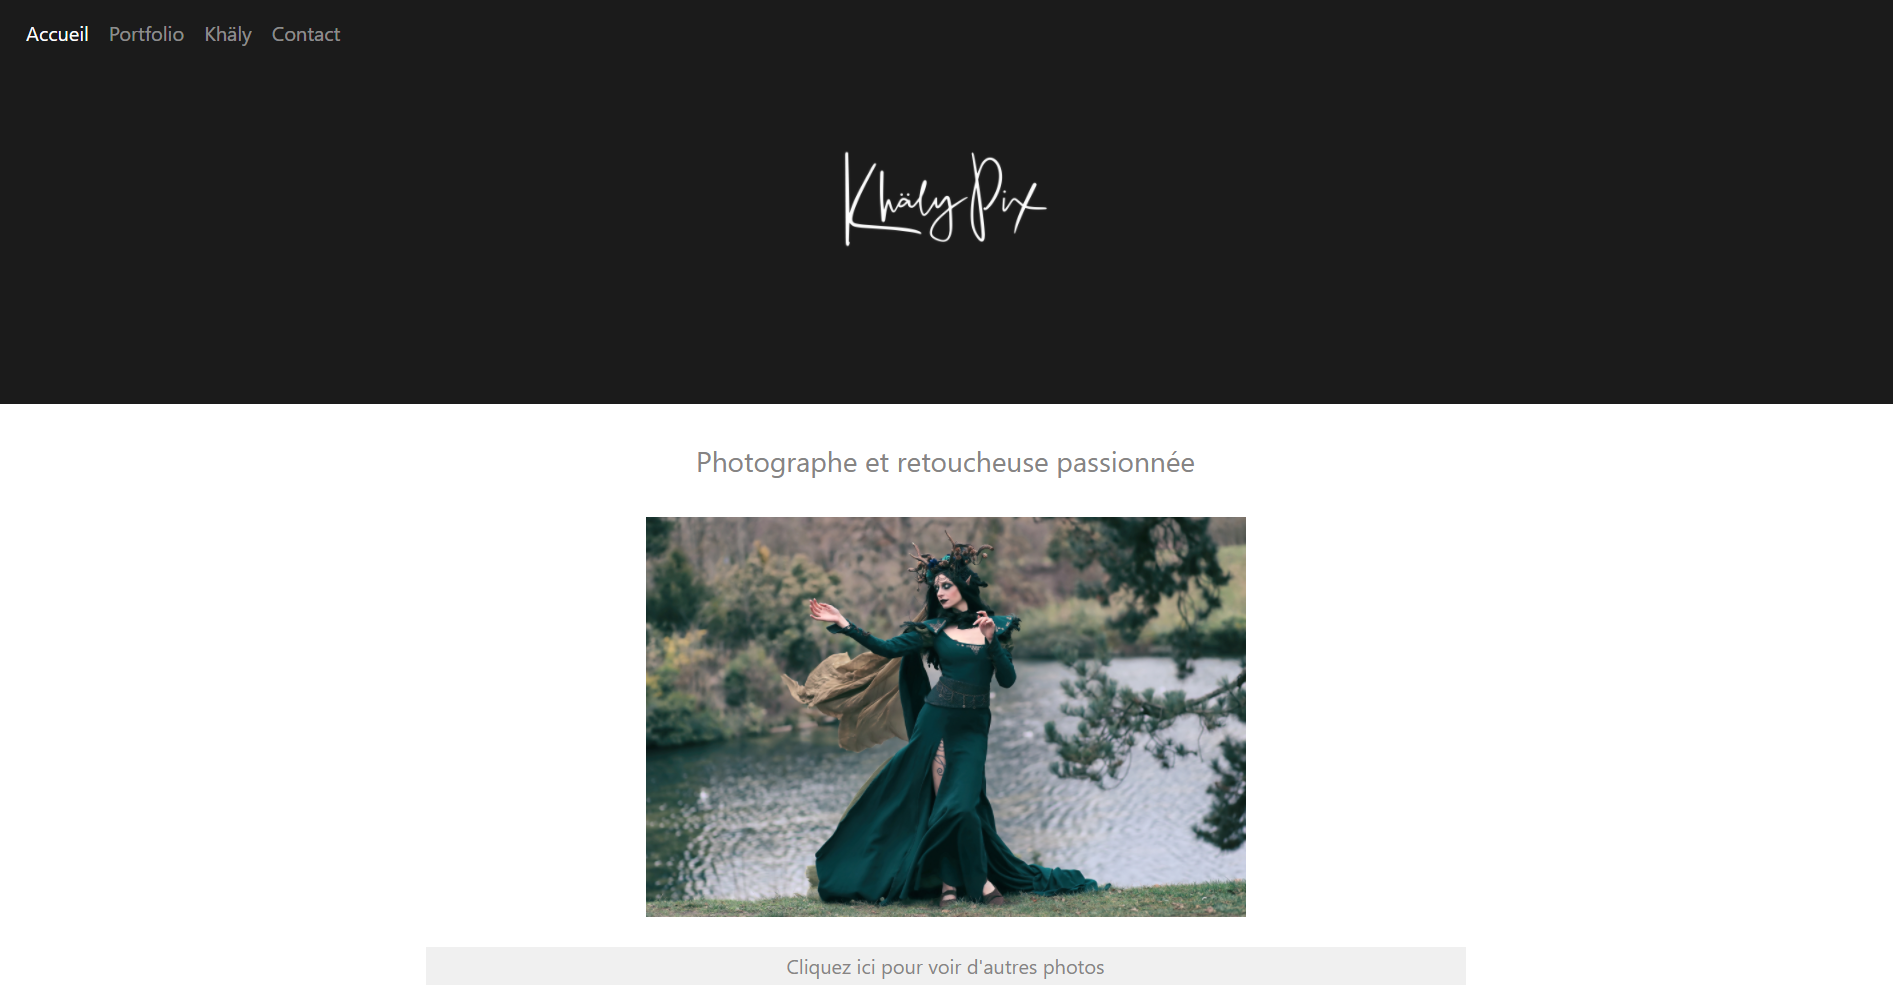 Accueil Portfolio Khäly Contact
Khäly Pix
Photographe et retoucheuse passionnée
Cliquez ici pour voir d'autres photos